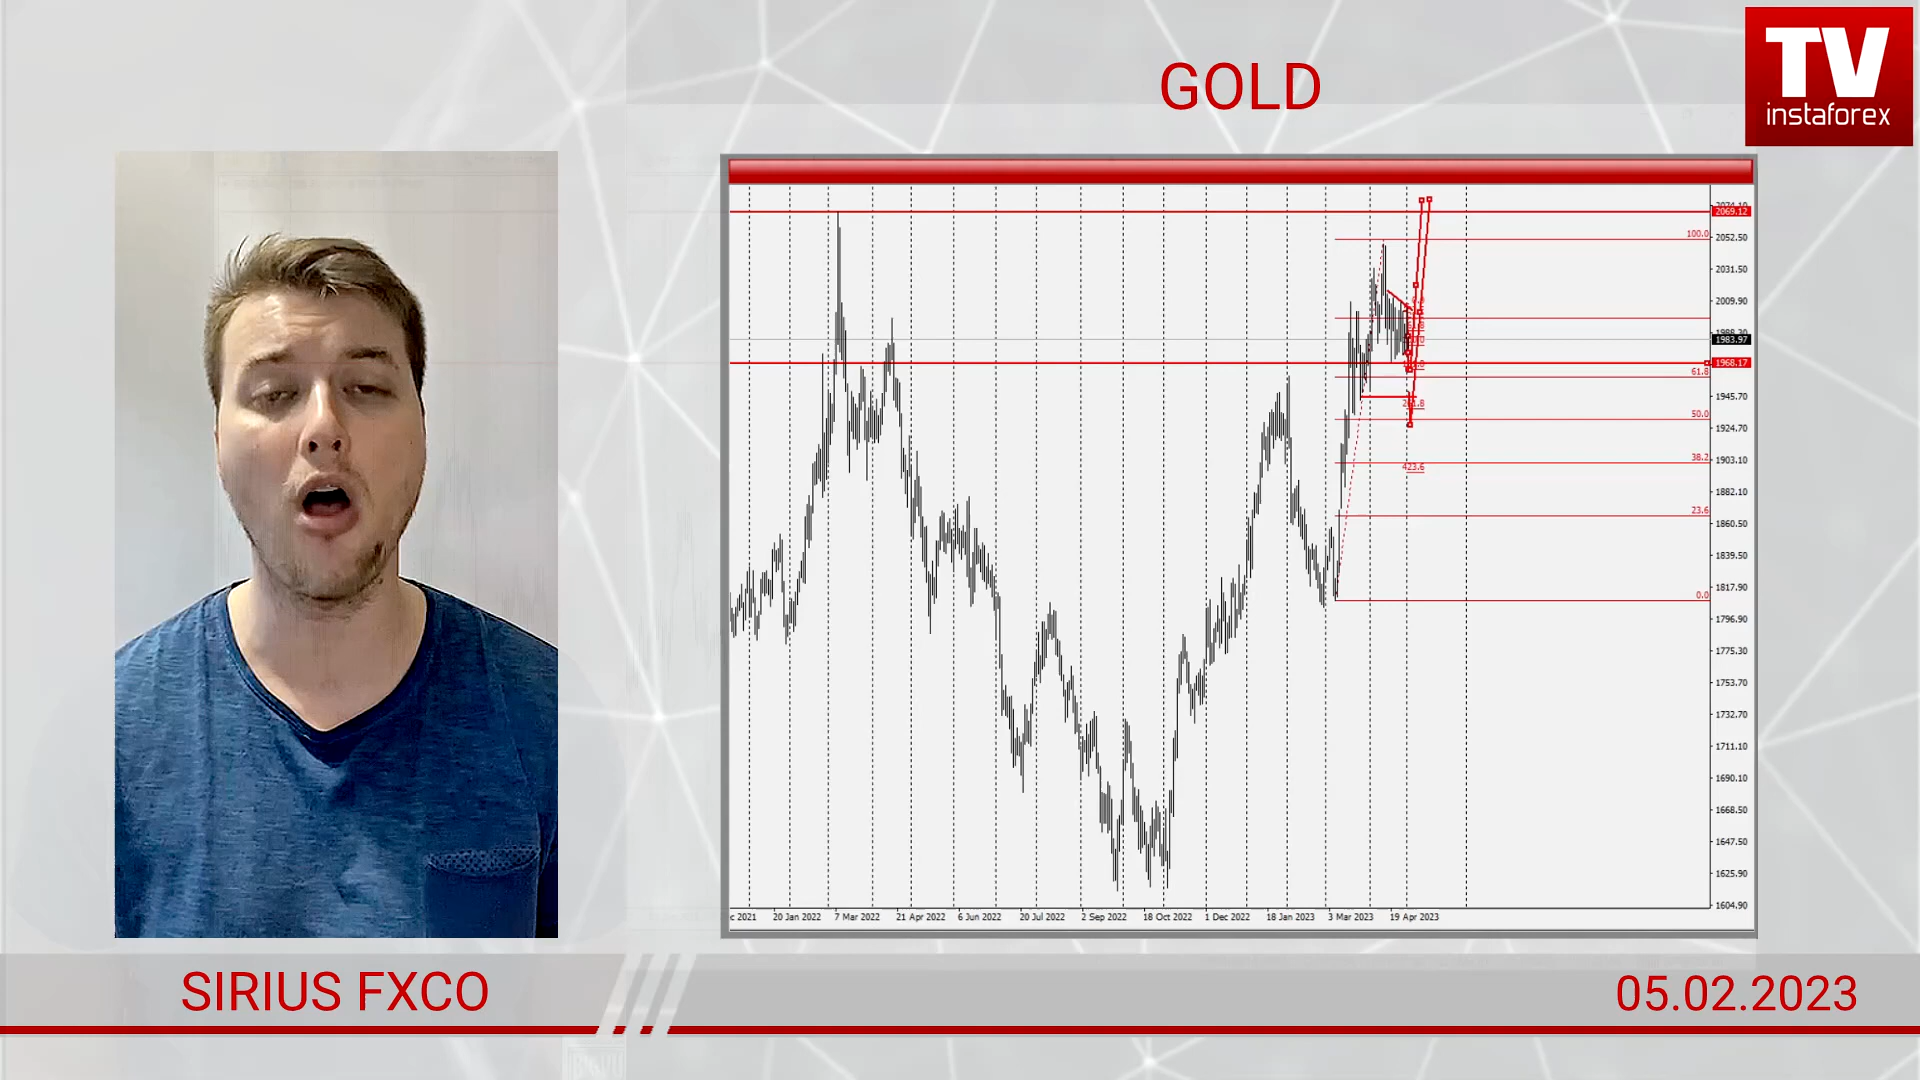 GOLD
TV
instaforex
2069.12
100.0
2052.50
2031.50
2009.90
1983.97
1968.17
61.8
1945.70
50.0
1924.70
38.2
1903.10
423.6
1882.10
23.6
1860.50
1839.50
1817.90
0.0
1796.90
1775.30
1753.70
1732.70
1711.10
1690.10
1668.50
1647.50
1625.90
1604.90
c 2021
20 Jan 2022
7 Mar 2022
21 Apr 2022
6 Jun 2022
20 Jul 2022
2 Sep 2022
18 Oct 2022
1 Dec 2022
18 Jan 2023
3 Mar 2023
19 Apr 2023
SIRIUS FXCO
05.02.2023